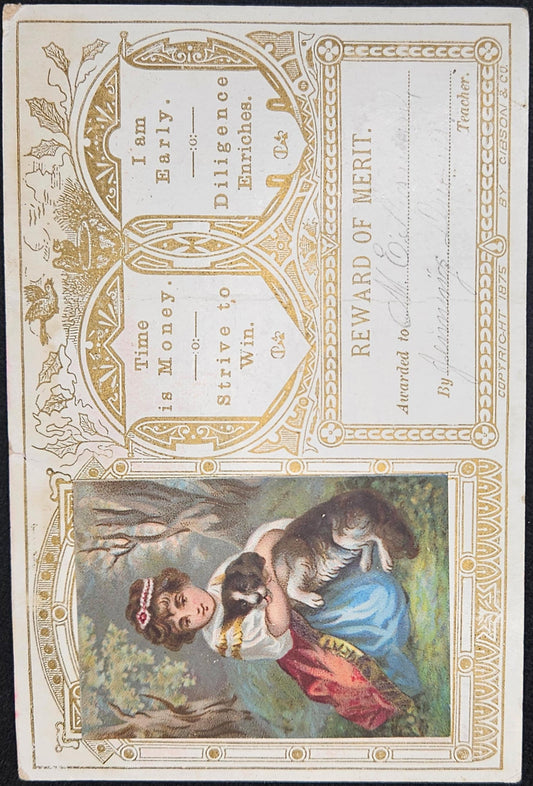 Time
is Money.
—:o:—
Strive to
Win.
I am
Early.
—:o:—
Diligence
Enriches.
REWARD OF MERIT.
Awarded to M. E.
By Jennings
Teacher.
COPYRIGHT 1875 BY GIBSON & CO.